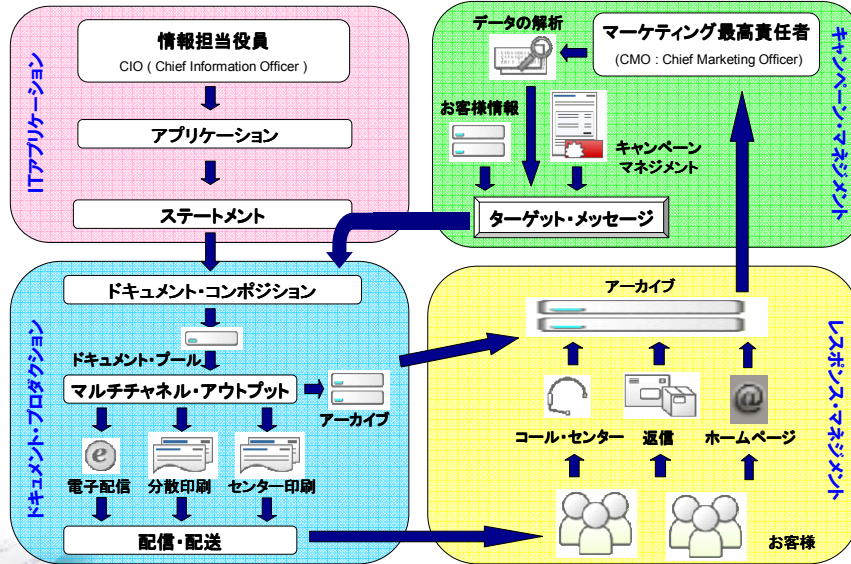 ITアプリケーション
情報担当役員
CIO ( Chief Information Officer )
アプリケーション
ステートメント
キャンペーン・マネジメント
データの解析
マーケティング最高責任者
(CMO : Chief Marketing Officer)
お客様情報
キャンペーン
マネジメント
ターゲット・メッセージ
ドキュメント・プロダクション
ドキュメント・コンポジション
ドキュメント・プール
マルチチャネル・アウトプット
アーカイブ
e
電子配信
分散印刷
センター印刷
配信・配送
レスポンス・マネジメント
アーカイブ
@
コール・センター
返信
ホームページ
お客様